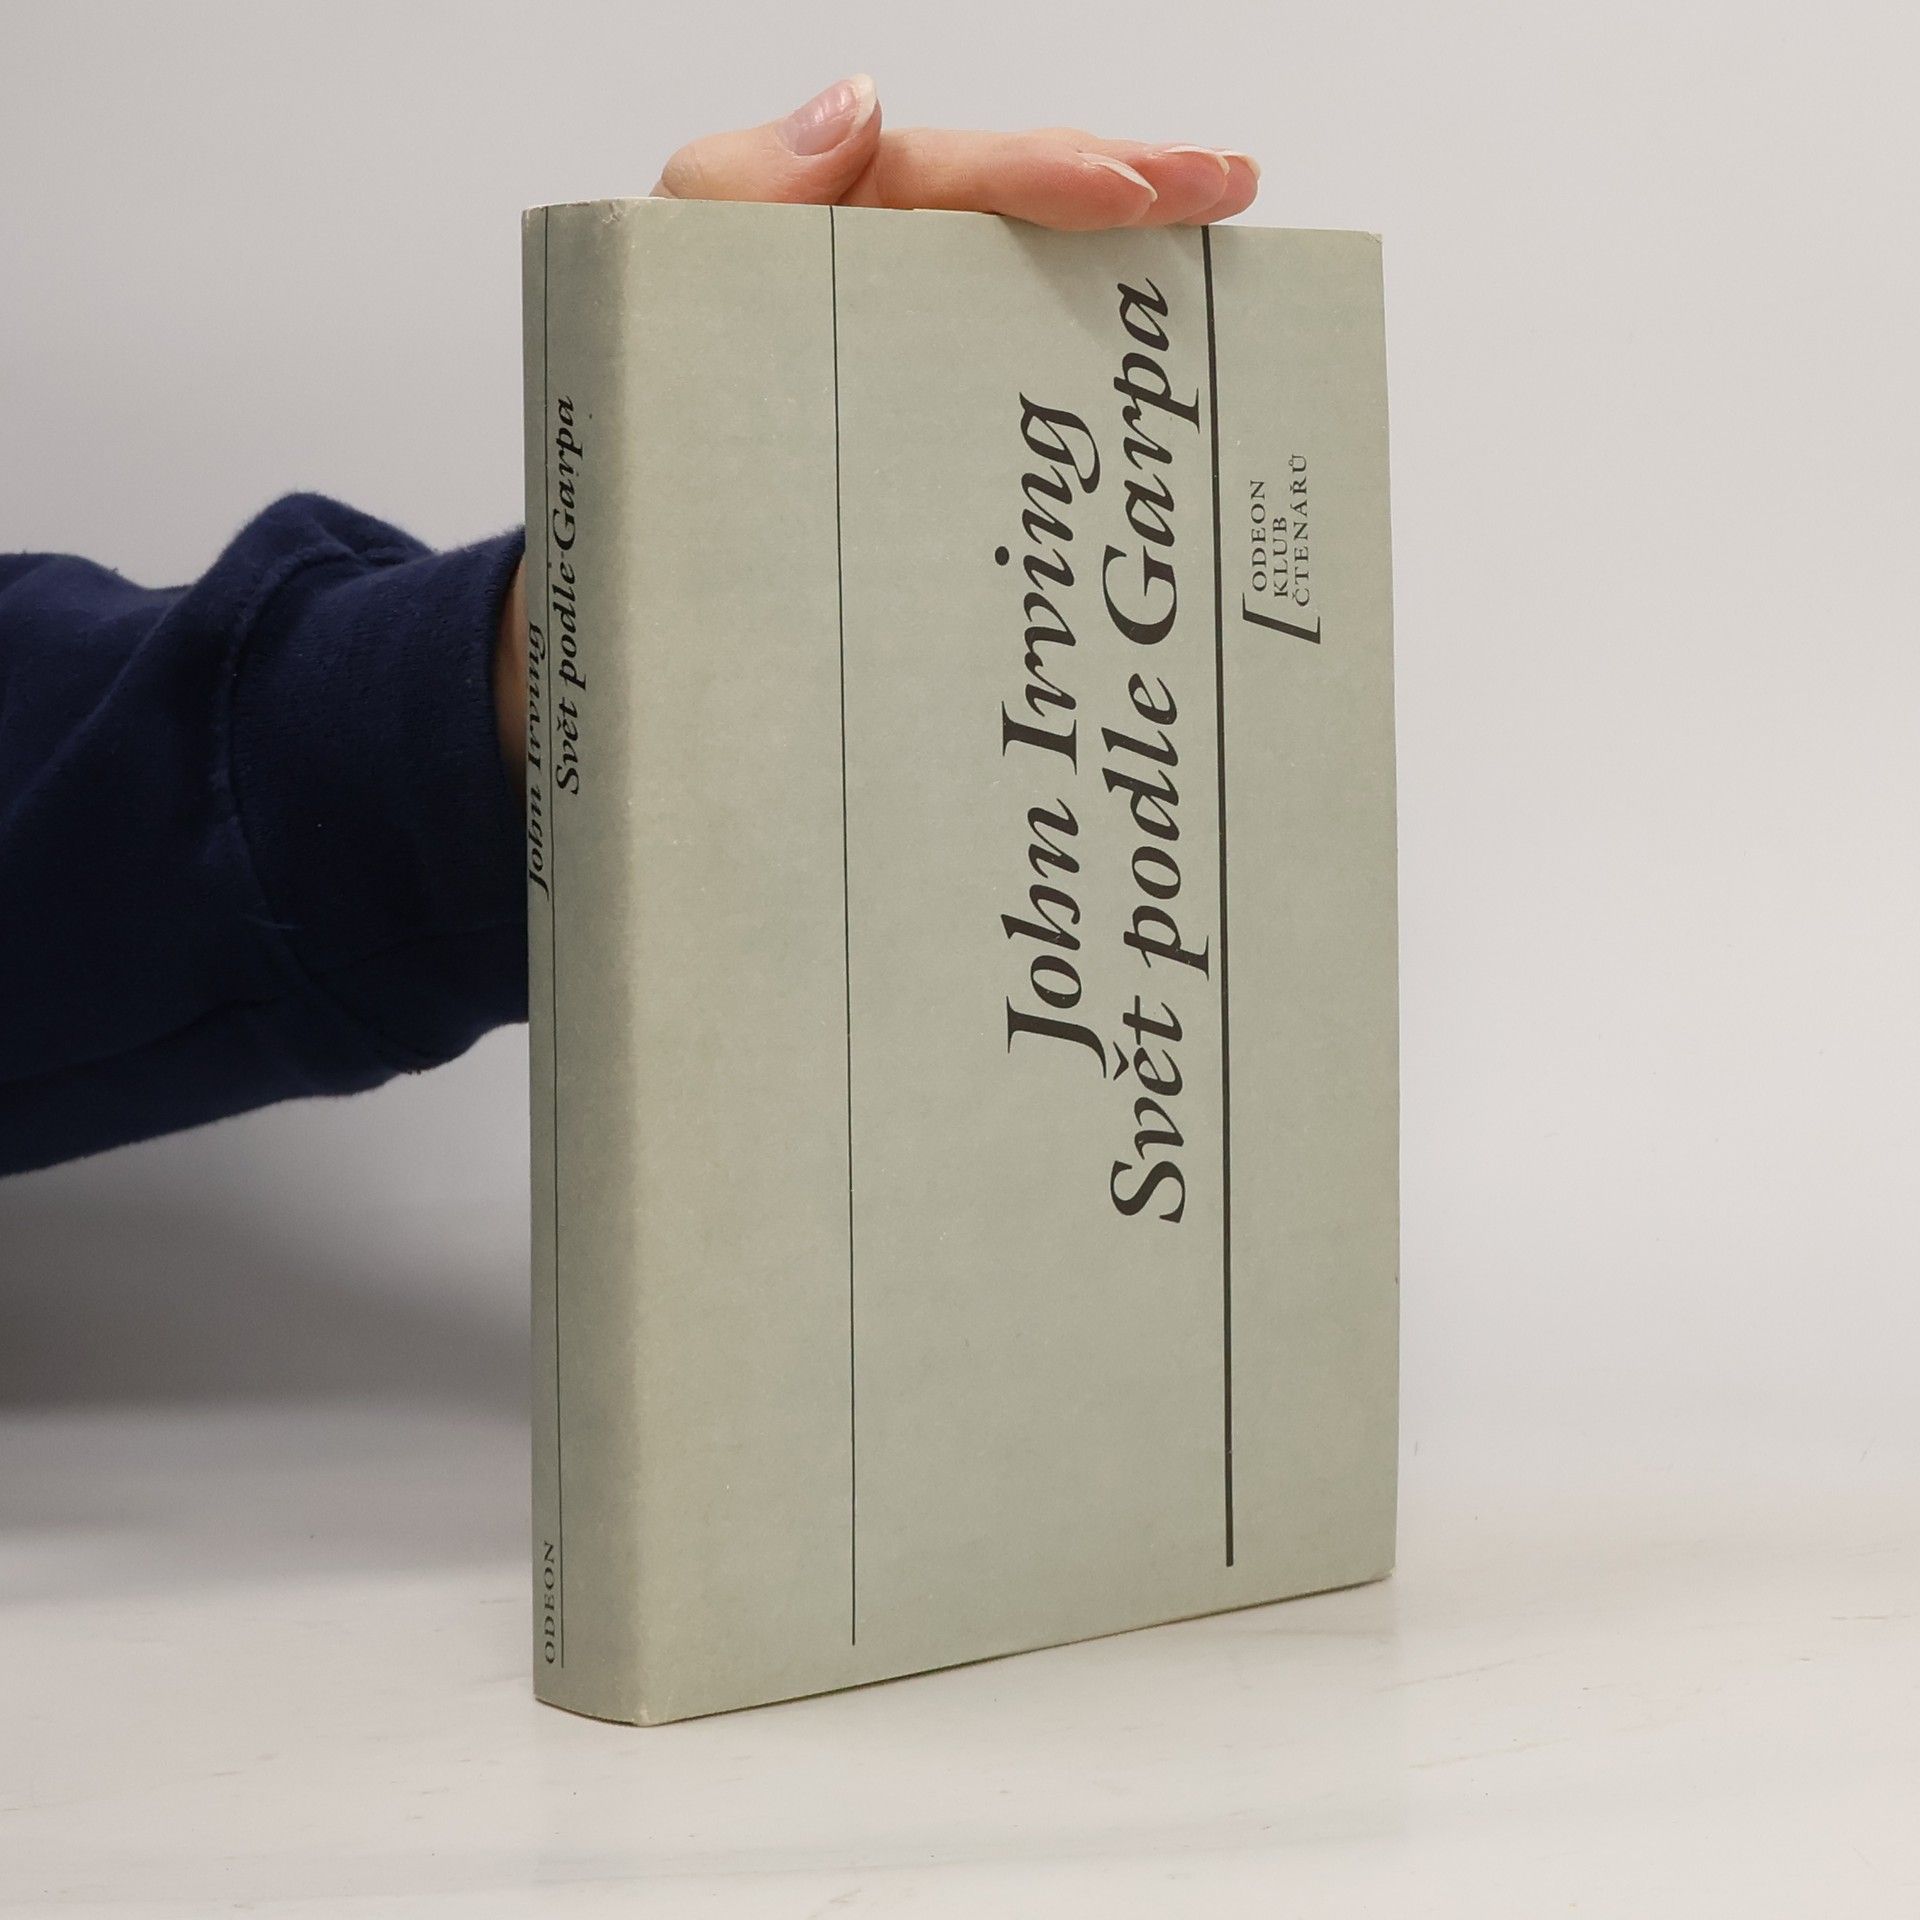 John Irving
Svět podle Garpa
ODEON
John Irving
Svět podle Garpa
ODEON
KLUB
ČTENÁŘŮ